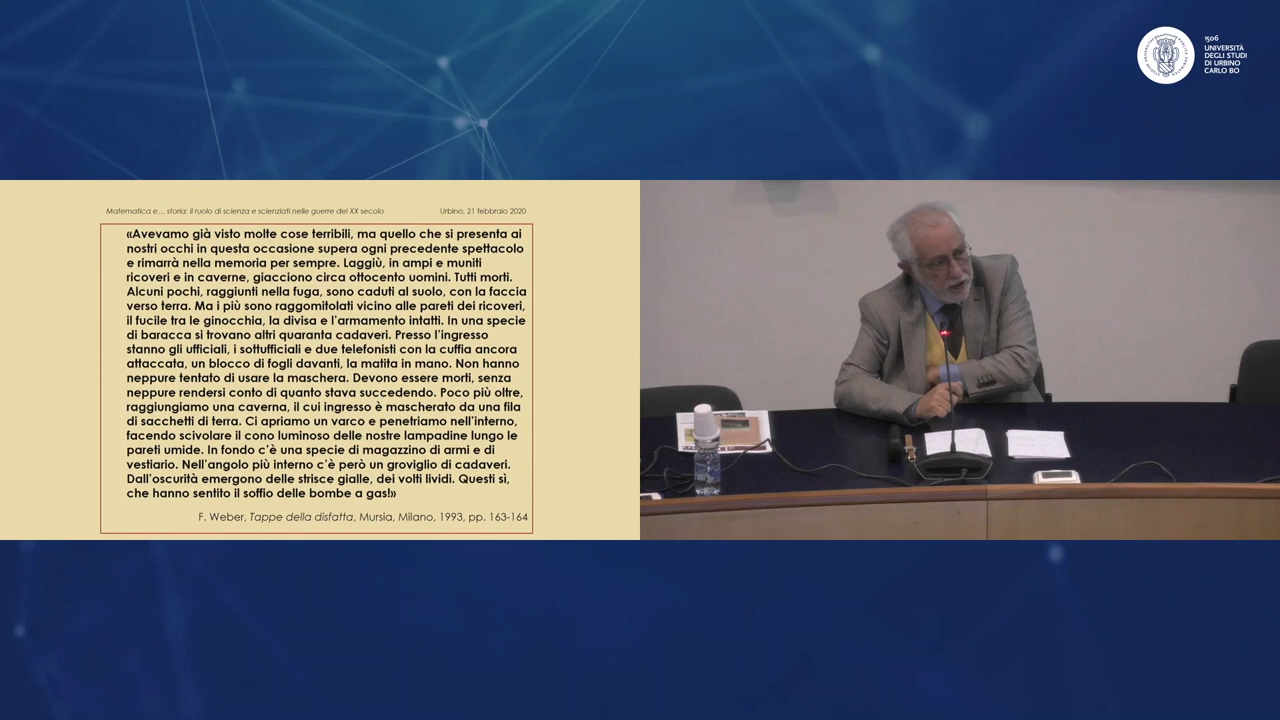 1506
UNIVERSITÀ
DEGLI STUDI
DI URBINO
CARLO BO
Matematica e… storia: il ruolo di scienza e scienziati nelle guerre del XX secolo
Urbino, 21 febbraio 2020
«Avevamo già visto molte cose terribili, ma quello che si presenta ai
nostri occhi in questa occasione supera ogni precedente spettacolo
e rimarrà nella memoria per sempre. Laggiù, in ampi e muniti
ricoveri e in caverne, giacciono circa ottocento uomini. Tutti morti.
Alcuni pochi, raggiunti nella fuga, sono caduti al suolo, con la faccia
verso terra. Ma i più sono raggomitolati vicino alle pareti dei ricoveri,
il fucile tra le ginocchia, la divisa e l'armamento intatti. In una specie
di baracca si trovano altri quaranta cadaveri. Presso l'ingresso
stanno gli ufficiali, i sottufficiali e due telefonisti con la cuffia ancora
attaccata, un blocco di fogli davanti, la matita in mano. Non hanno
neppure tentato di usare la maschera. Devono essere morti, senza
neppure rendersi conto di quanto stava succedendo. Poco più oltre,
raggiungiamo una caverna, il cui ingresso è mascherato da una fila
di sacchetti di terra. Ci apriamo un varco e penetriamo nell'interno,
facendo scivolare il cono luminoso delle nostre lampadine lungo le
pareti umide. In fondo c'è una specie di magazzino di armi e di
vestiario. Nell'angolo più interno c'è però un groviglio di cadaveri.
Dall'oscurità emergono delle strisce gialle, dei volti lividi. Questi sì,
che hanno sentito il soffio delle bombe a gas!»
F. Weber, Tappe della disfatta, Mursia, Milano, 1993, pp. 163-164